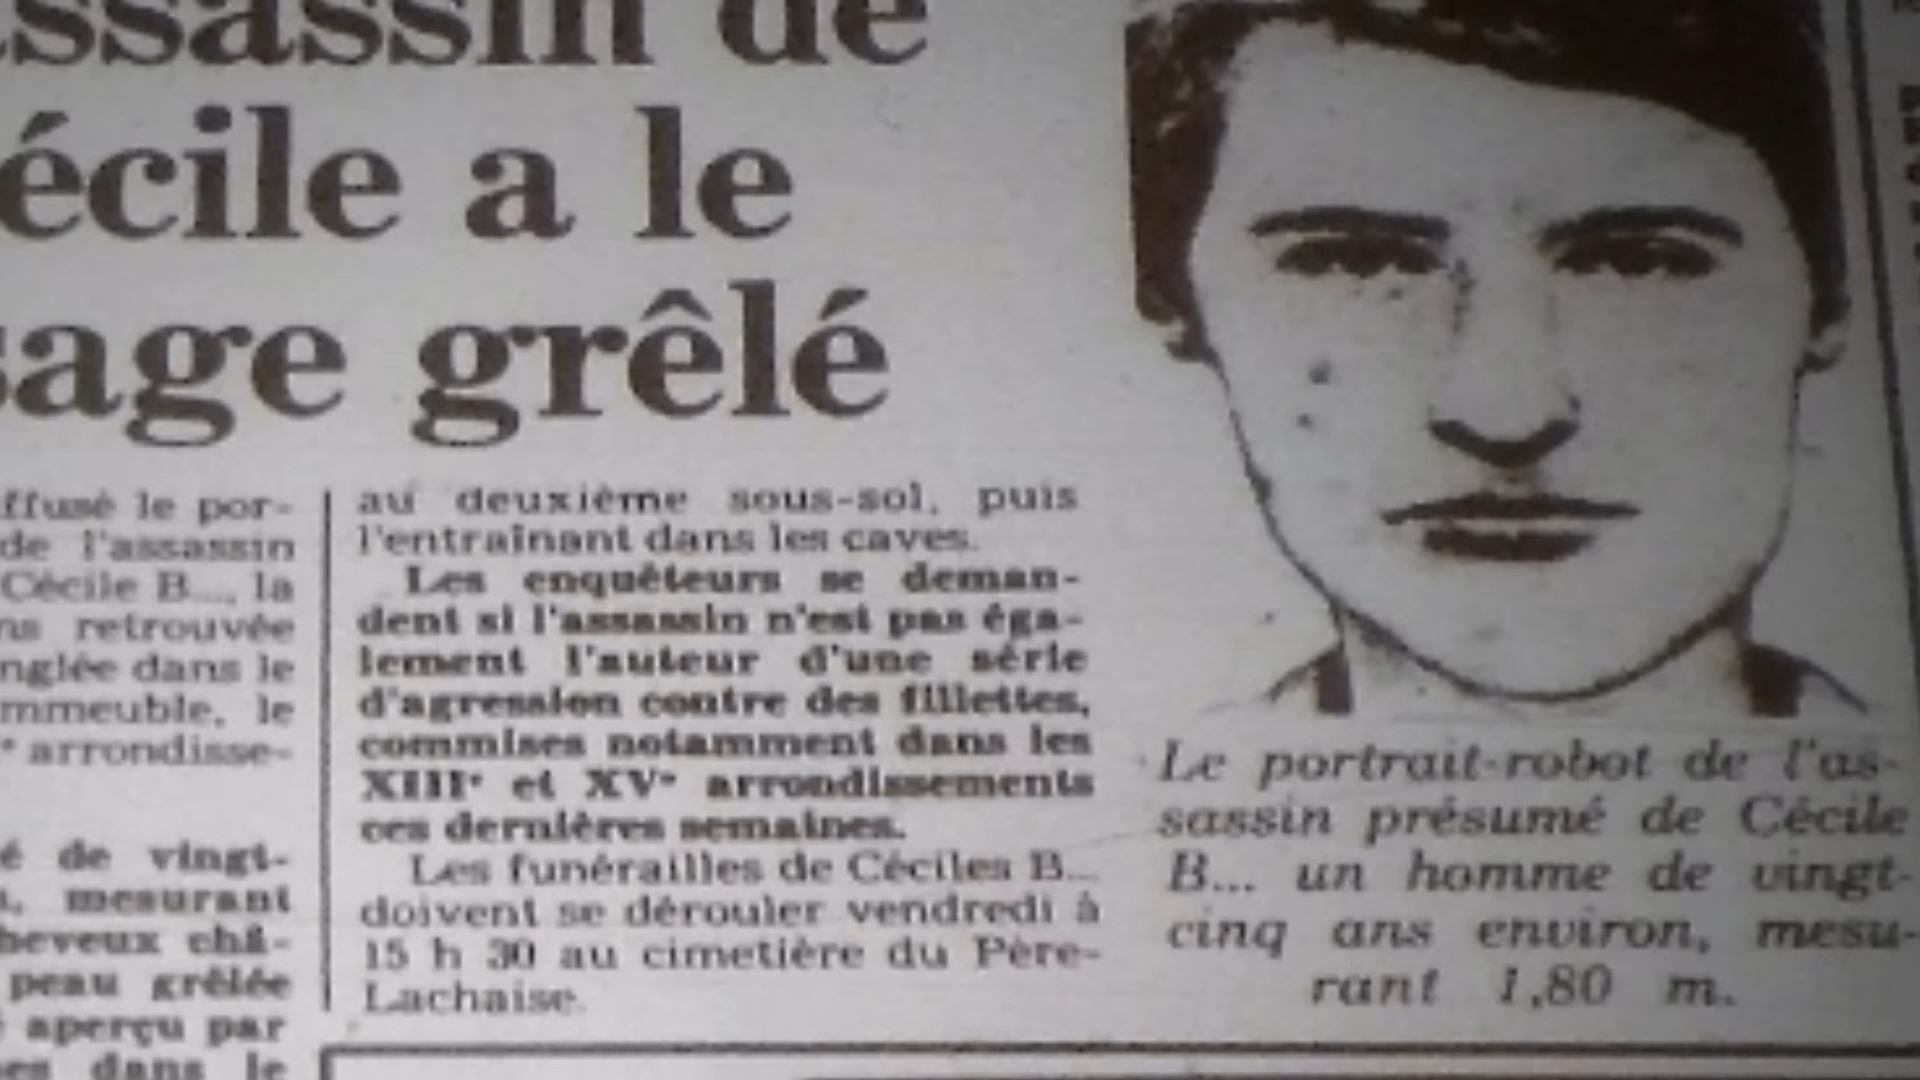 assassin de
écile a le
sage grêlé
ffusé le por-
de l'assassin
Cécile B..., la
ns retrouvée
nglée dans le
mmeuble, le
e arrondisse-
é de vingt-
mesurant
heveux châ-
peau grêlée
aperçu par
dans le
au deuxième sous-sol, puis
l'entraînant dans les caves.
Les enquêteurs se deman-
dent si l'assassin n'est pas éga-
lement l'auteur d'une série
d'agression contre des fillettes,
commises notamment dans les
XIIIe et XVe arrondissements
ces dernières semaines.
Les funérailles de Céciles B...
doivent se dérouler vendredi à
15 h 30 au cimetière du Père-
Lachaise.
Le portrait-robot de l'as-
sassin présumé de Cécile
B... un homme de vingt-
cinq ans environ, mesu-
rant 1,80 m.